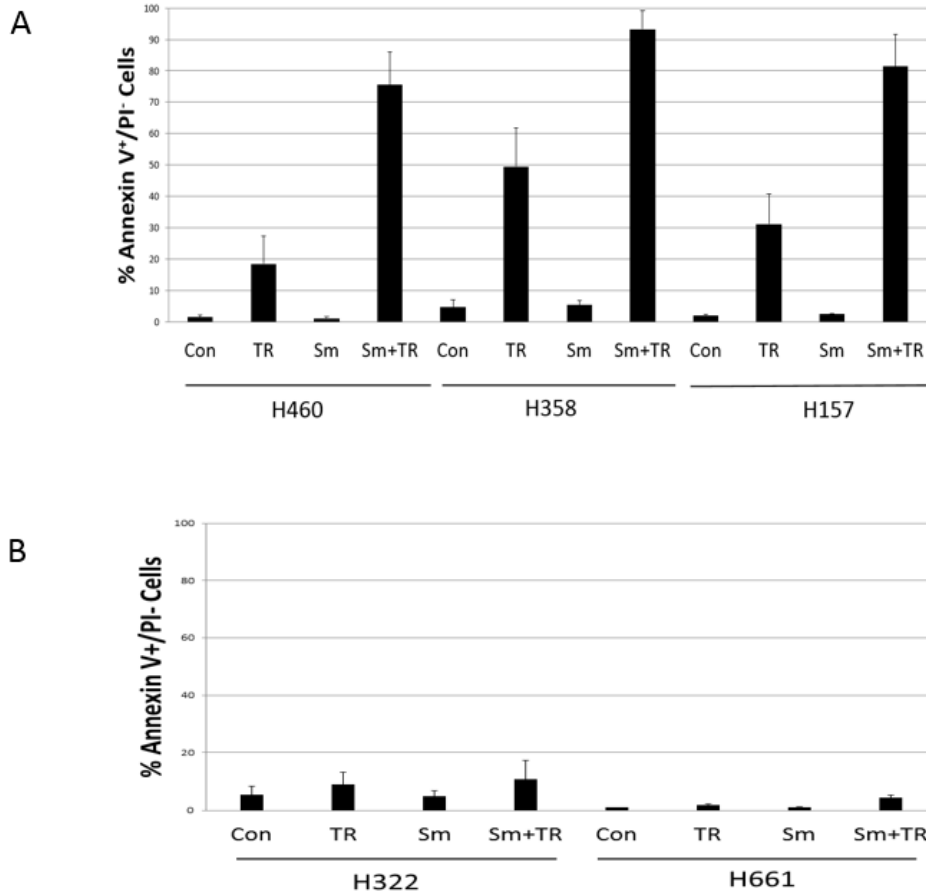 A
% Annexin V⁺/PI⁻ Cells
100
90
80
70
60
50
40
30
20
10
0
Con TR Sm Sm+TR Con TR Sm Sm+TR Con TR Sm Sm+TR
H460 H358 H157
B
% Annexin V+/PI- Cells
100
80
60
40
20
0
Con TR Sm Sm+TR Con TR Sm Sm+TR
H322 H661